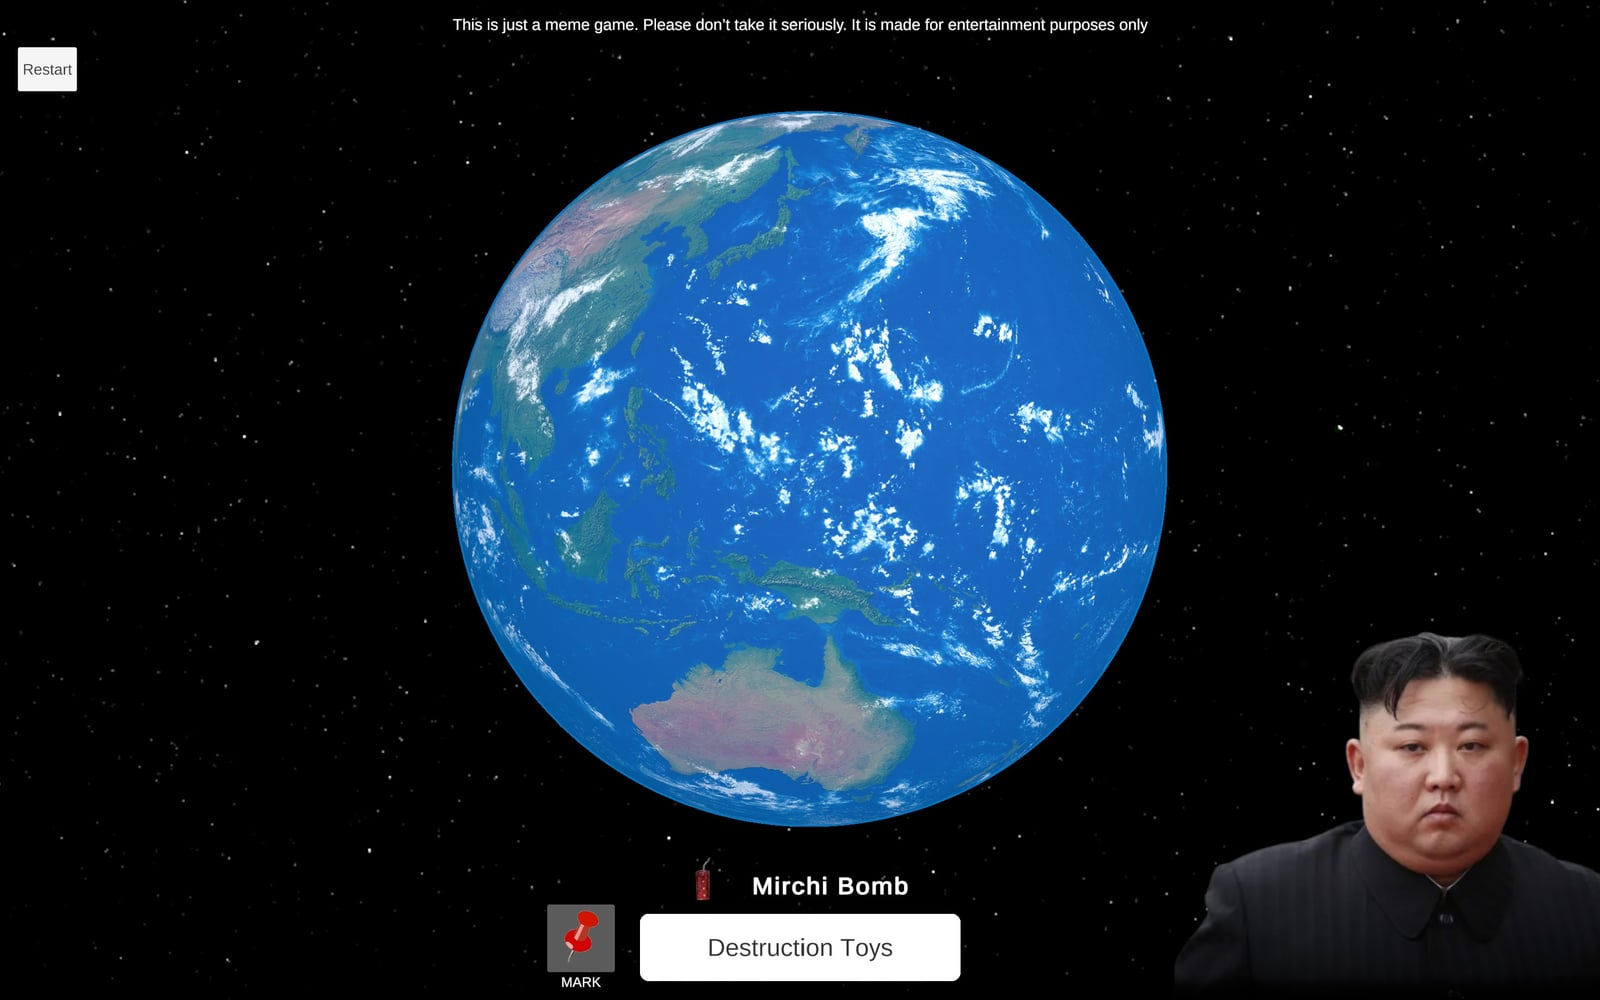 This is just a meme game. Please don't take it seriously. It is made for entertainment purposes only
Restart
Mirchi Bomb
Destruction Toys
MARK